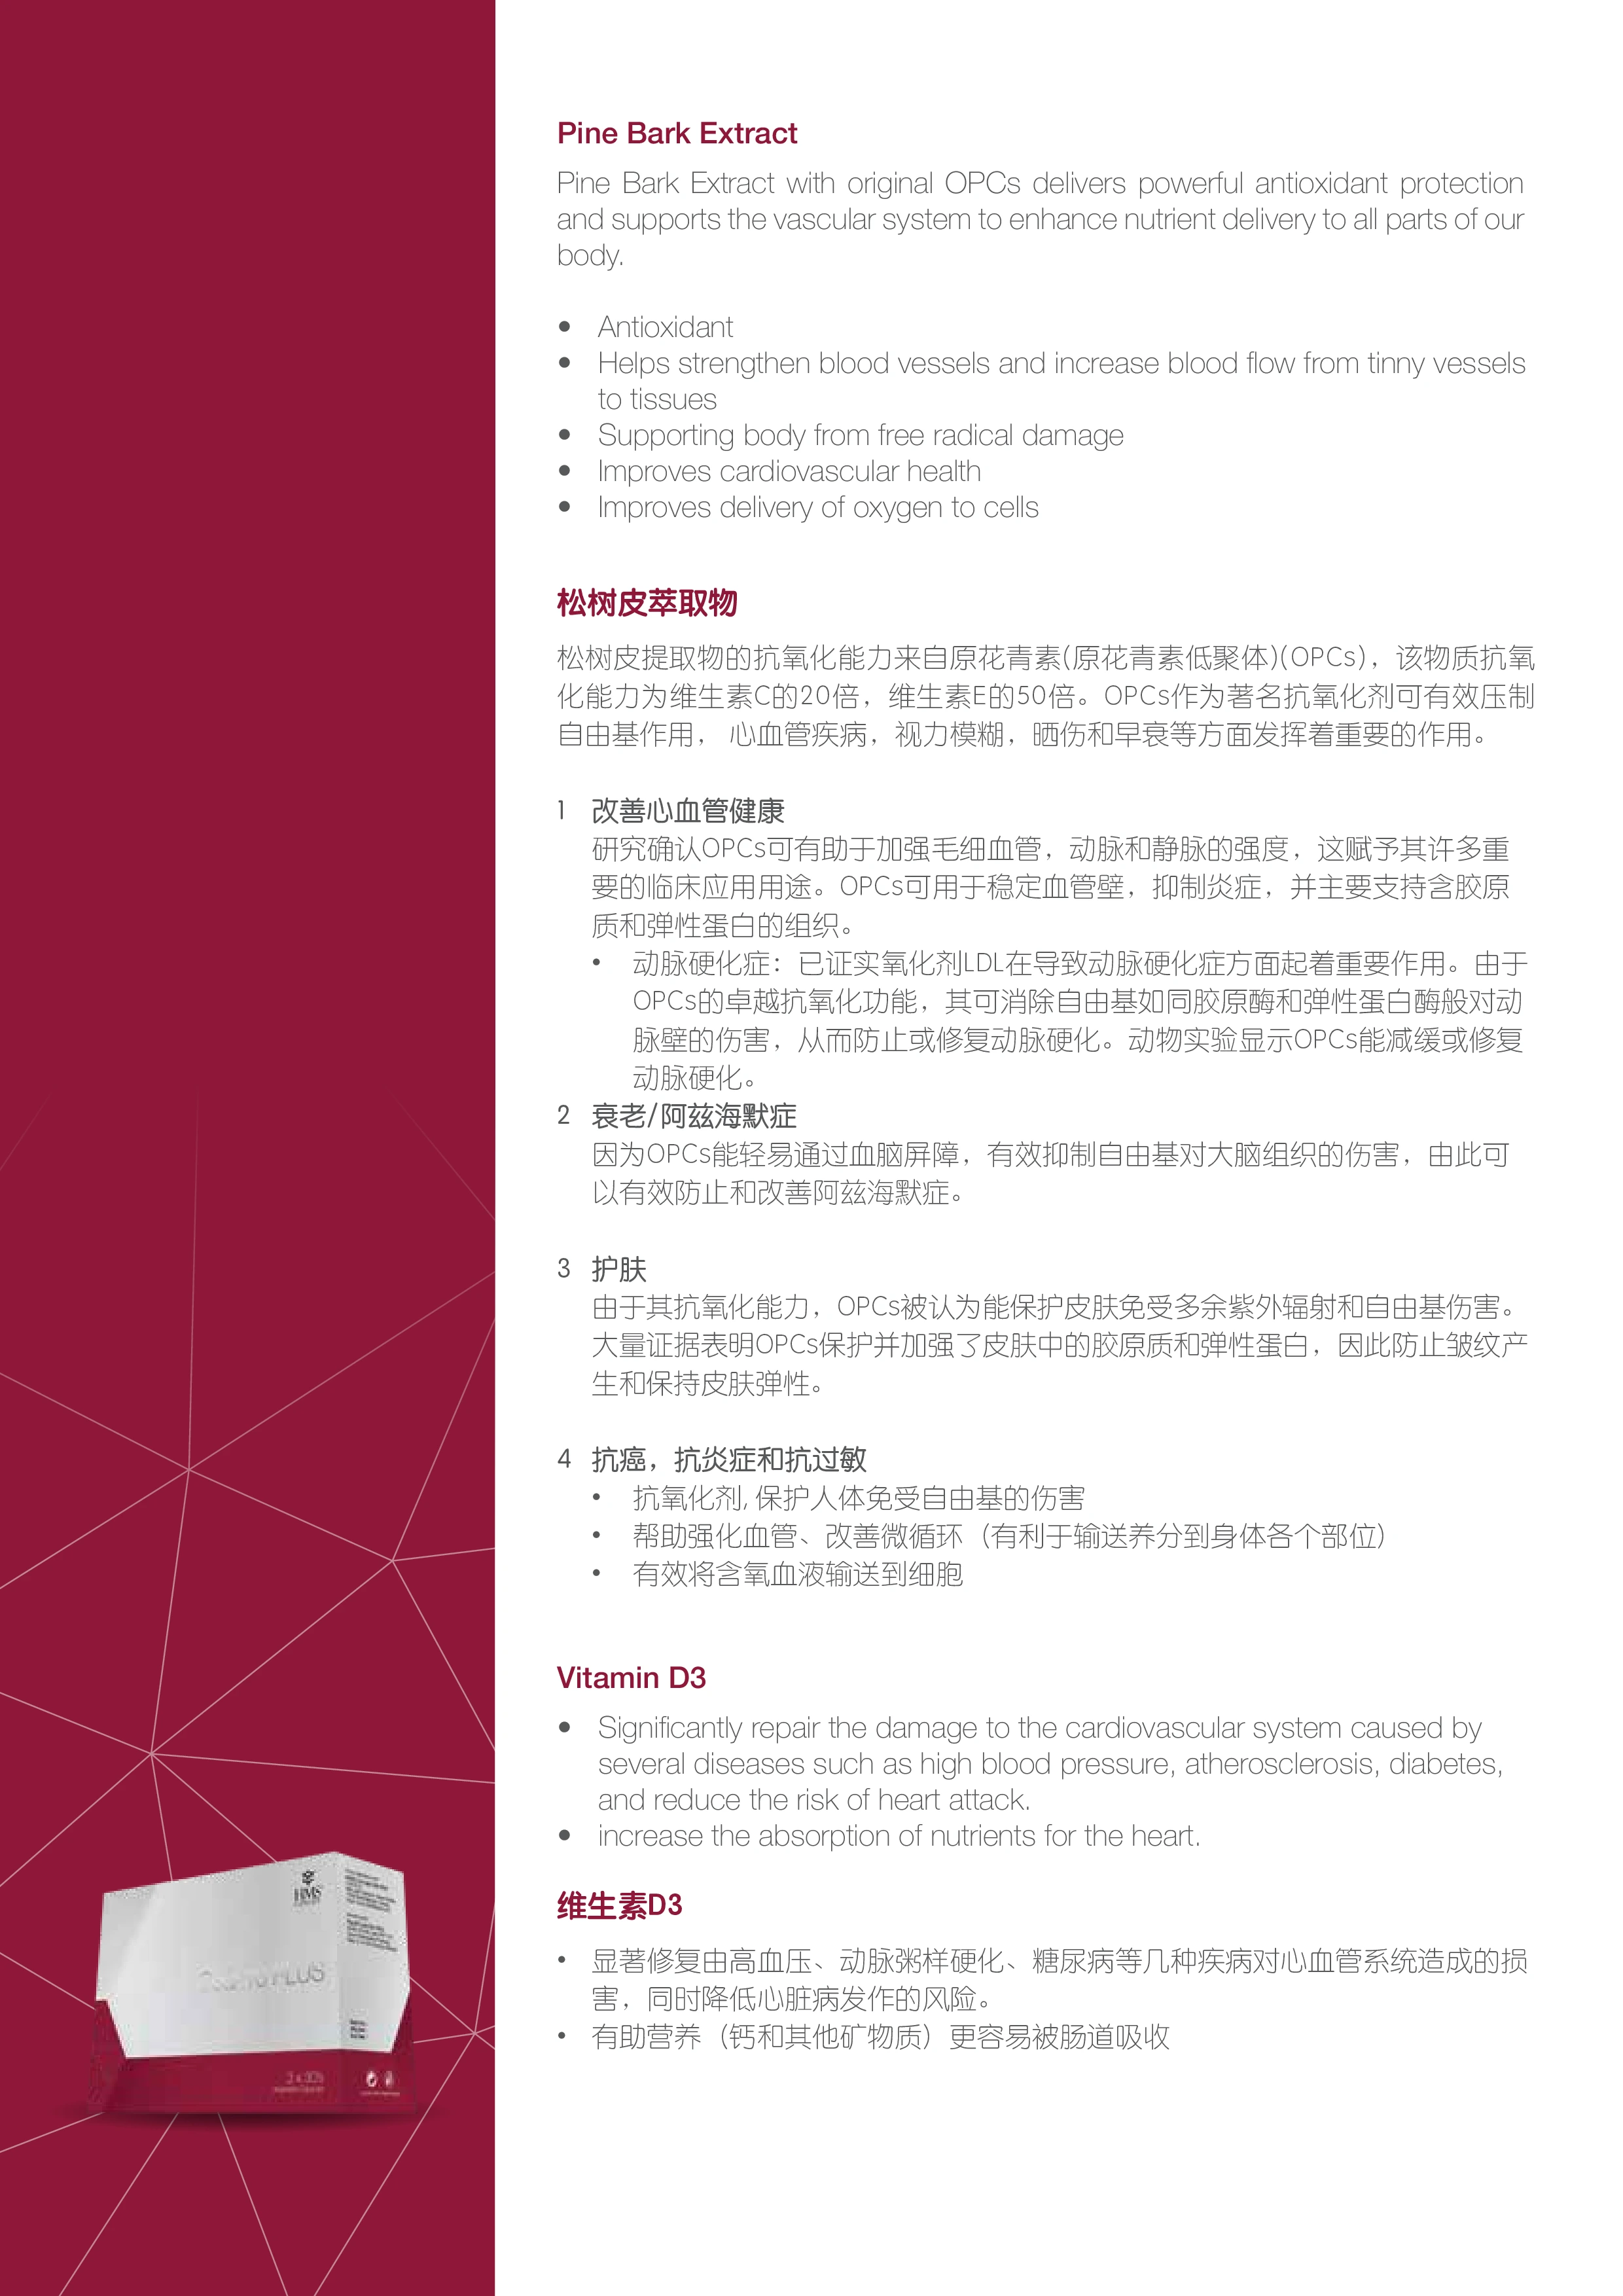 Pine Bark Extract
Pine Bark Extract with original OPCs delivers powerful antioxidant protection
and supports the vascular system to enhance nutrient delivery to all parts of our
body.
• Antioxidant
• Helps strengthen blood vessels and increase blood flow from tinny vessels
to tissues
• Supporting body from free radical damage
• Improves cardiovascular health
• Improves delivery of oxygen to cells
松树皮萃取物
松树皮提取物的抗氧化能力来自原花青素(原花青素低聚体)(OPCs)，该物质抗氧
化能力为维生素C的20倍，维生素E的50倍。OPCs作为著名抗氧化剂可有效压制
自由基作用， 心血管疾病，视力模糊，晒伤和早衰等方面发挥着重要的作用。
1 改善心血管健康
研究确认OPCs可有助于加强毛细血管，动脉和静脉的强度，这赋予其许多重
要的临床应用用途。OPCs可用于稳定血管壁，抑制炎症，并主要支持含胶原
质和弹性蛋白的组织。
• 动脉硬化症：已证实氧化剂LDL在导致动脉硬化症方面起着重要作用。由于
OPCs的卓越抗氧化功能，其可消除自由基如同胶原酶和弹性蛋白酶般对动
脉壁的伤害，从而防止或修复动脉硬化。动物实验显示OPCs能减缓或修复
动脉硬化。
2 衰老/阿兹海默症
因为OPCs能轻易通过血脑屏障，有效抑制自由基对大脑组织的伤害，由此可
以有效防止和改善阿兹海默症。
3 护肤
由于其抗氧化能力，OPCs被认为能保护皮肤免受多余紫外辐射和自由基伤害。
大量证据表明OPCs保护并加强了皮肤中的胶原质和弹性蛋白，因此防止皱纹产
生和保持皮肤弹性。
4 抗癌，抗炎症和抗过敏
• 抗氧化剂, 保护人体免受自由基的伤害
• 帮助强化血管、改善微循环（有利于输送养分到身体各个部位）
• 有效将含氧血液输送到细胞
Vitamin D3
• Significantly repair the damage to the cardiovascular system caused by
several diseases such as high blood pressure, atherosclerosis, diabetes,
and reduce the risk of heart attack.
• increase the absorption of nutrients for the heart.
维生素D3
• 显著修复由高血压、动脉粥样硬化、糖尿病等几种疾病对心血管系统造成的损
害，同时降低心脏病发作的风险。
• 有助营养（钙和其他矿物质）更容易被肠道吸收
HMS
PLUS